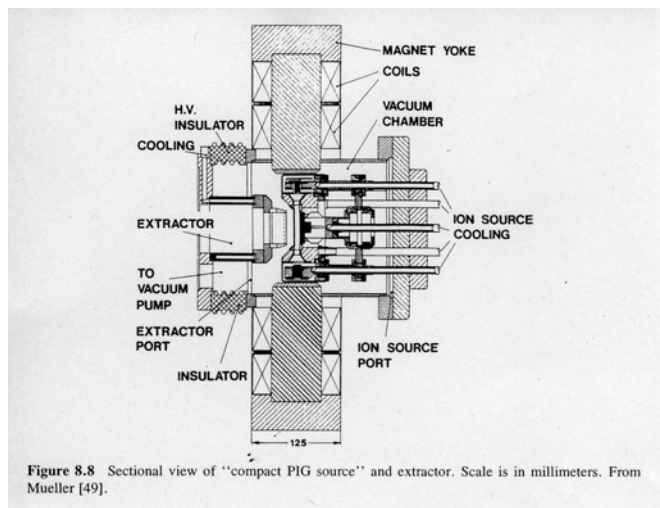 MAGNET YOKE
COILS
VACUUM
CHAMBER
H.V.
INSULATOR
COOLING
EXTRACTOR
ION SOURCE
COOLING
TO
VACUUM
PUMP
EXTRACTOR
PORT
INSULATOR
ION SOURCE
PORT
125
Figure 8.8 Sectional view of ‘‘compact PIG source’’ and extractor. Scale is in millimeters. From
Mueller [49].